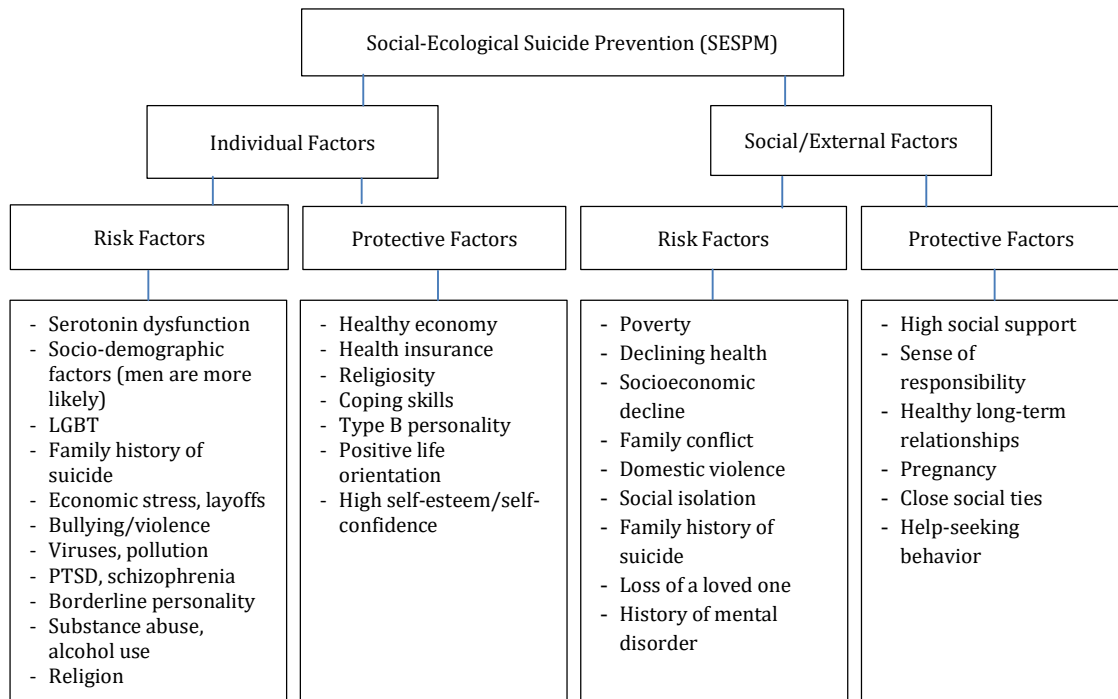 Social-Ecological Suicide Prevention (SESPM)
Individual Factors
Social/External Factors
Risk Factors
Protective Factors
Risk Factors
Protective Factors
- Serotonin dysfunction
- Socio-demographic
factors (men are more
likely)
- LGBT
- Family history of
suicide
- Economic stress, layoffs
- Bullying/violence
- Viruses, pollution
- PTSD, schizophrenia
- Borderline personality
- Substance abuse,
alcohol use
- Religion
- Healthy economy
- Health insurance
- Religiosity
- Coping skills
- Type B personality
- Positive life
orientation
- High self-esteem/self-
confidence
- Poverty
- Declining health
- Socioeconomic
decline
- Family conflict
- Domestic violence
- Social isolation
- Family history of
suicide
- Loss of a loved one
- History of mental
disorder
- High social support
- Sense of
responsibility
- Healthy long-term
relationships
- Pregnancy
- Close social ties
- Help-seeking
behavior